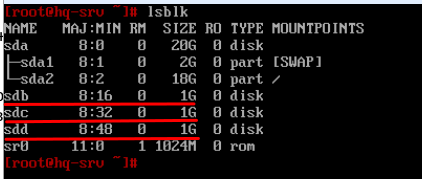 [root@hq-srv ~]# lsblk
NAME   MAJ:MIN RM  SIZE RO TYPE MOUNTPOINTS
sda      8:0    0   20G  0 disk
├─sda1   8:1    0    2G  0 part [SWAP]
└─sda2   8:2    0   18G  0 part /
sdb      8:16   0    1G  0 disk
sdc      8:32   0    1G  0 disk
sdd      8:48   0    1G  0 disk
sr0     11:0    1 1024M  0 rom
[root@hq-srv ~]#